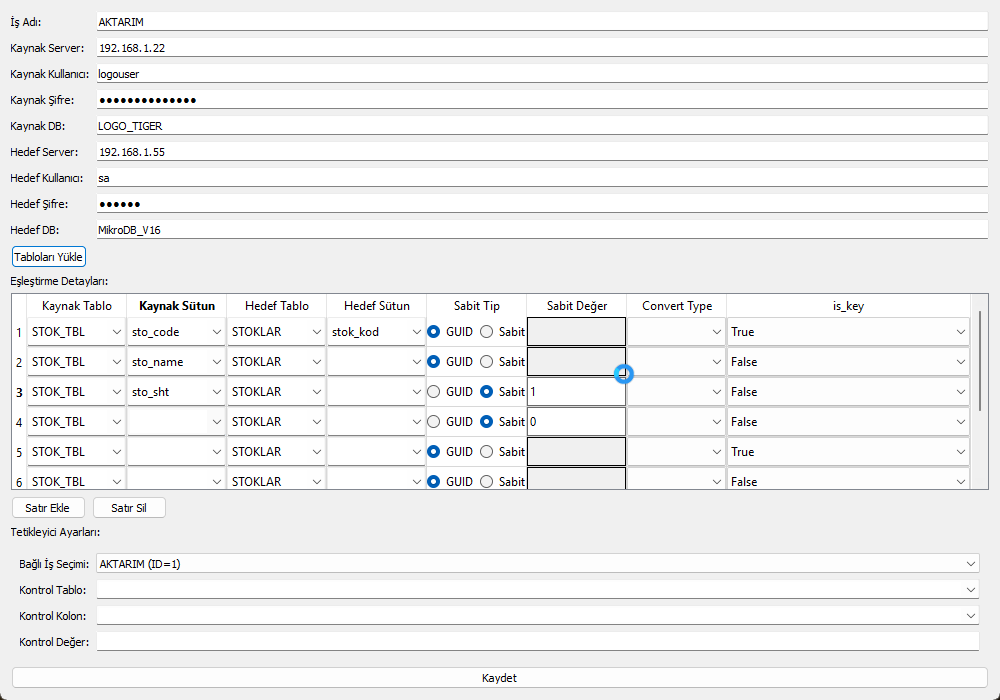 İş Adı: AKTARIM
Kaynak Server: 192.168.1.22
Kaynak Kullanıcı: logouser
Kaynak Şifre: ●●●●●●●●●●●●●●
Kaynak DB: LOGO_TIGER
Hedef Server: 192.168.1.55
Hedef Kullanıcı: sa
Hedef Şifre: ●●●●●●
Hedef DB: MikroDB_V16
Tabloları Yükle
Eşleştirme Detayları:
Kaynak Tablo Kaynak Sütun Hedef Tablo Hedef Sütun Sabit Tip Sabit Değer Convert Type is_key
1 STOK_TBL sto_code STOKLAR stok_kod GUID Sabit True
2 STOK_TBL sto_name STOKLAR GUID Sabit False
3 STOK_TBL sto_sht STOKLAR GUID Sabit 1 False
4 STOK_TBL STOKLAR GUID Sabit 0 False
5 STOK_TBL STOKLAR GUID Sabit True
6 STOK_TBL STOKLAR GUID Sabit False
Satır Ekle Satır Sil
Tetikleyici Ayarları:
Bağlı İş Seçimi: AKTARIM (ID=1)
Kontrol Tablo:
Kontrol Kolon:
Kontrol Değer:
Kaydet